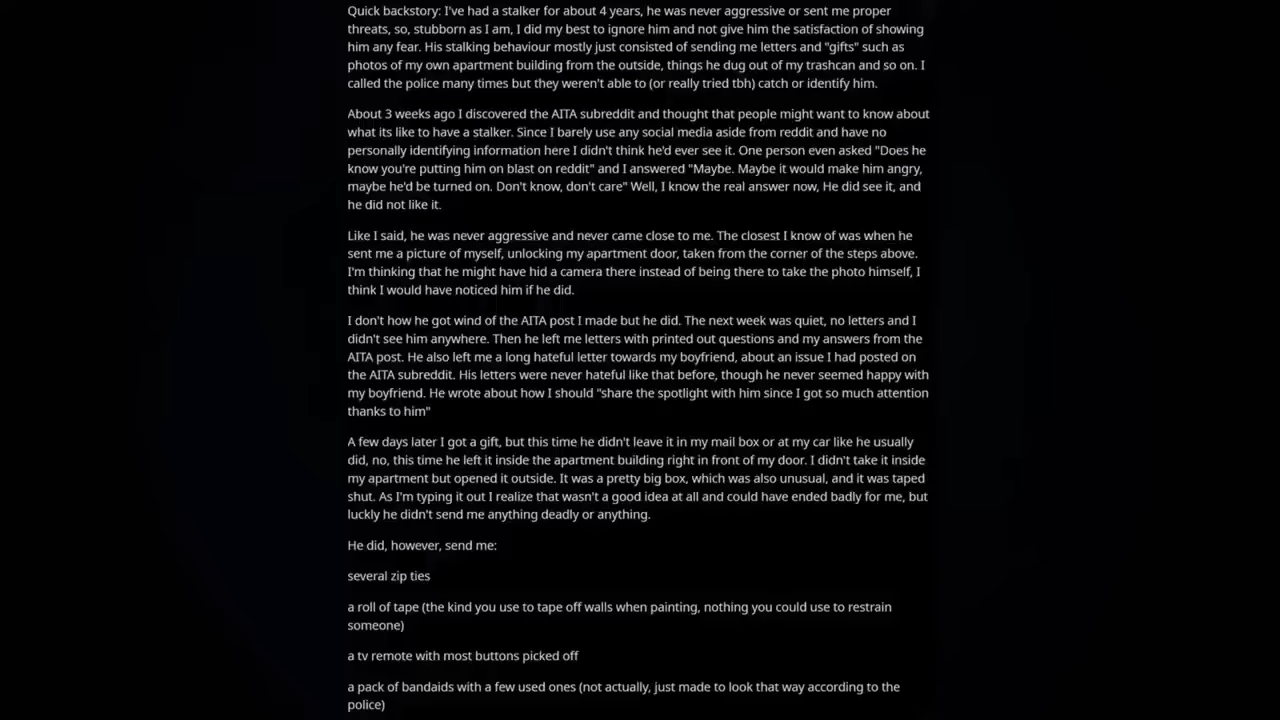 Quick backstory: I've had a stalker for about 4 years, he was never aggressive or sent me proper
threats, so, stubborn as I am, I did my best to ignore him and not give him the satisfaction of showing
him any fear. His stalking behaviour mostly just consisted of sending me letters and "gifts" such as
photos of my own apartment building from the outside, things he dug out of my trashcan and so on. I
called the police many times but they weren't able to (or really tried tbh) catch or identify him.
About 3 weeks ago I discovered the AITA subreddit and thought that people might want to know about
what its like to have a stalker. Since I barely use any social media aside from reddit and have no
personally identifying information here I didn't think he'd ever see it. One person even asked "Does he
know you're putting him on blast on reddit" and I answered "Maybe. Maybe it would make him angry,
maybe he'd be turned on. Don't know, don't care" Well, I know the real answer now, He did see it, and
he did not like it.
Like I said, he was never aggressive and never came close to me. The closest I know of was when he
sent me a picture of myself, unlocking my apartment door, taken from the corner of the steps above.
I'm thinking that he might have hid a camera there instead of being there to take the photo himself, I
think I would have noticed him if he did.
I don't how he got wind of the AITA post I made but he did. The next week was quiet, no letters and I
didn't see him anywhere. Then he left me letters with printed out questions and my answers from the
AITA post. He also left me a long hateful letter towards my boyfriend, about an issue I had posted on
the AITA subreddit. His letters were never hateful like that before, though he never seemed happy with
my boyfriend. He wrote about how I should "share the spotlight with him since I got so much attention
thanks to him"
A few days later I got a gift, but this time he didn't leave it in my mail box or at my car like he usually
did, no, this time he left it inside the apartment building right in front of my door. I didn't take it inside
my apartment but opened it outside. It was a pretty big box, which was also unusual, and it was taped
shut. As I'm typing it out I realize that wasn't a good idea at all and could have ended badly for me, but
luckly he didn't send me anything deadly or anything.
He did, however, send me:
several zip ties
a roll of tape (the kind you use to tape off walls when painting, nothing you could use to restrain
someone)
a tv remote with most buttons picked off
a pack of bandaids with a few used ones (not actually, just made to look that way according to the
police)